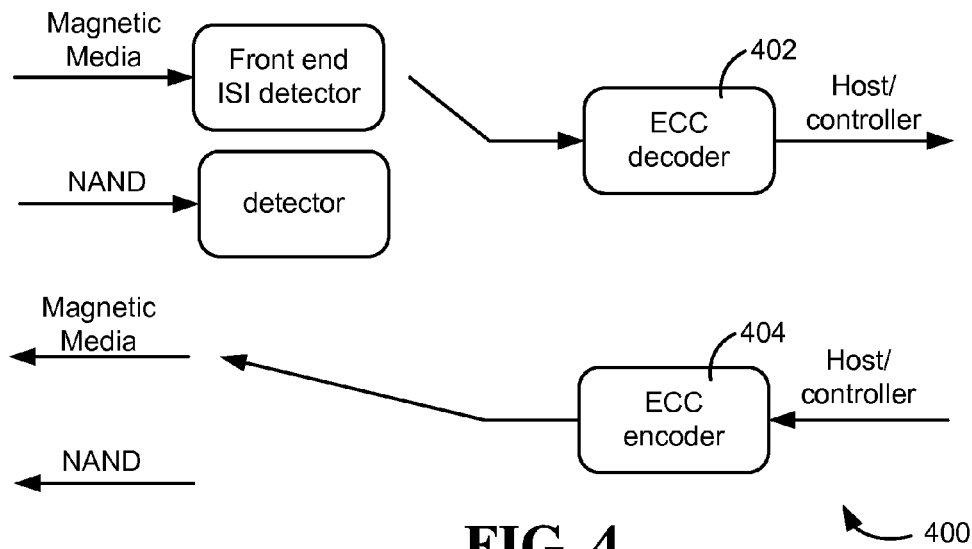 Magnetic
Media
Front end
ISI detector
402
ECC
decoder
Host/
controller
NAND
detector
Magnetic
Media
404
ECC
encoder
Host/
controller
NAND
FIG. 4
400